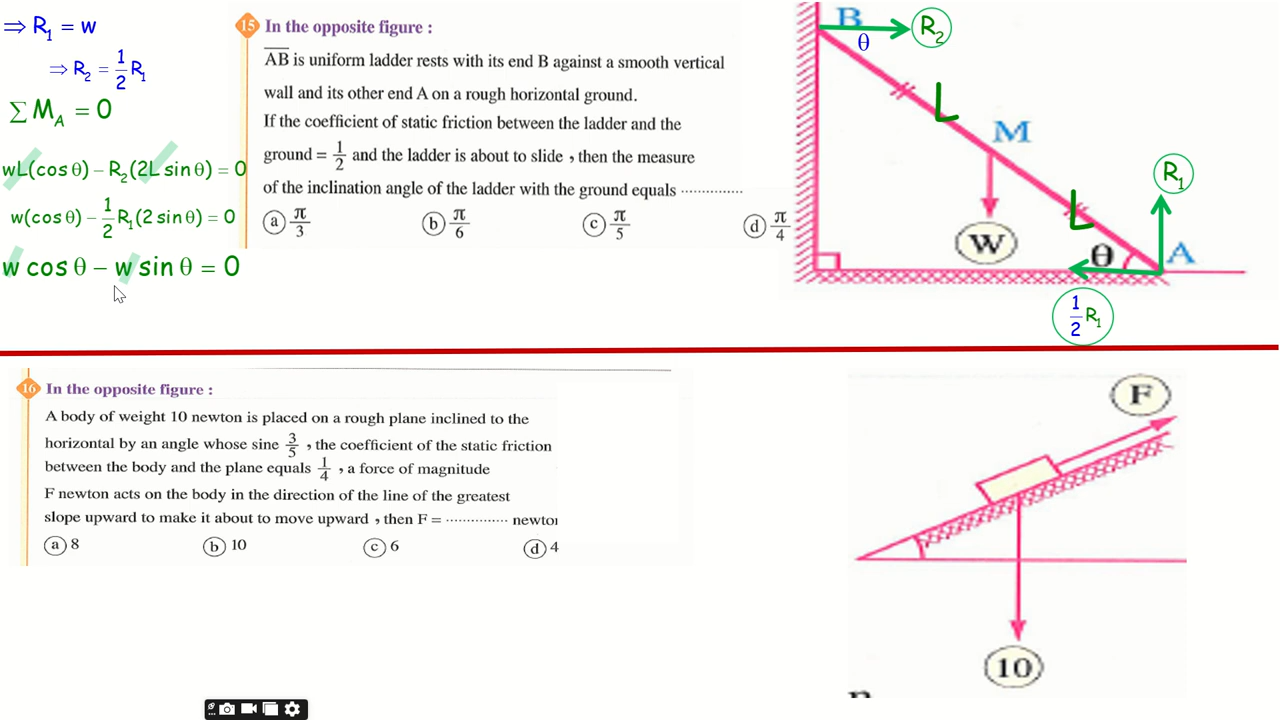 ⇒ R₁ = w
⇒ R₂ = 1/2 R₁
∑ M_A = 0
wL(cos θ) − R₂(2L sin θ) = 0
w(cos θ) − 1/2 R₁(2 sin θ) = 0
w cos θ − w sin θ = 0
15 In the opposite figure :
AB is uniform ladder rests with its end B against a smooth vertical
wall and its other end A on a rough horizontal ground.
If the coefficient of static friction between the ladder and the
ground = 1/2 and the ladder is about to slide , then the measure
of the inclination angle of the ladder with the ground equals ···············
a π/3 b π/6 c π/5 d π/4
B
R₂
θ
L
M
R₁
L
W
θ
A
1/2 R₁
16 In the opposite figure :
A body of weight 10 newton is placed on a rough plane inclined to the
horizontal by an angle whose sine 3/5 , the coefficient of the static friction
between the body and the plane equals 1/4 , a force of magnitude
F newton acts on the body in the direction of the line of the greatest
slope upward to make it about to move upward , then F = ··············· newton
a 8 b 10 c 6 d 4
F
10